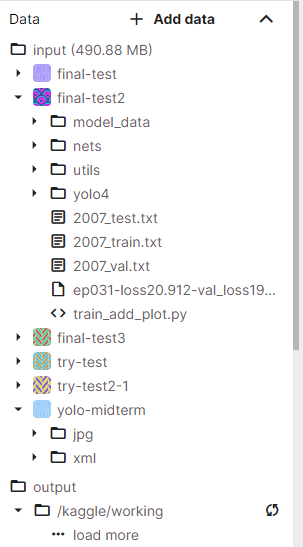 Data + Add data
input (490.88 MB)
final-test
final-test2
model_data
nets
utils
yolo4
2007_test.txt
2007_train.txt
2007_val.txt
ep031-loss20.912-val_loss19...
train_add_plot.py
final-test3
try-test
try-test2-1
yolo-midterm
jpg
xml
output
/kaggle/working
load more